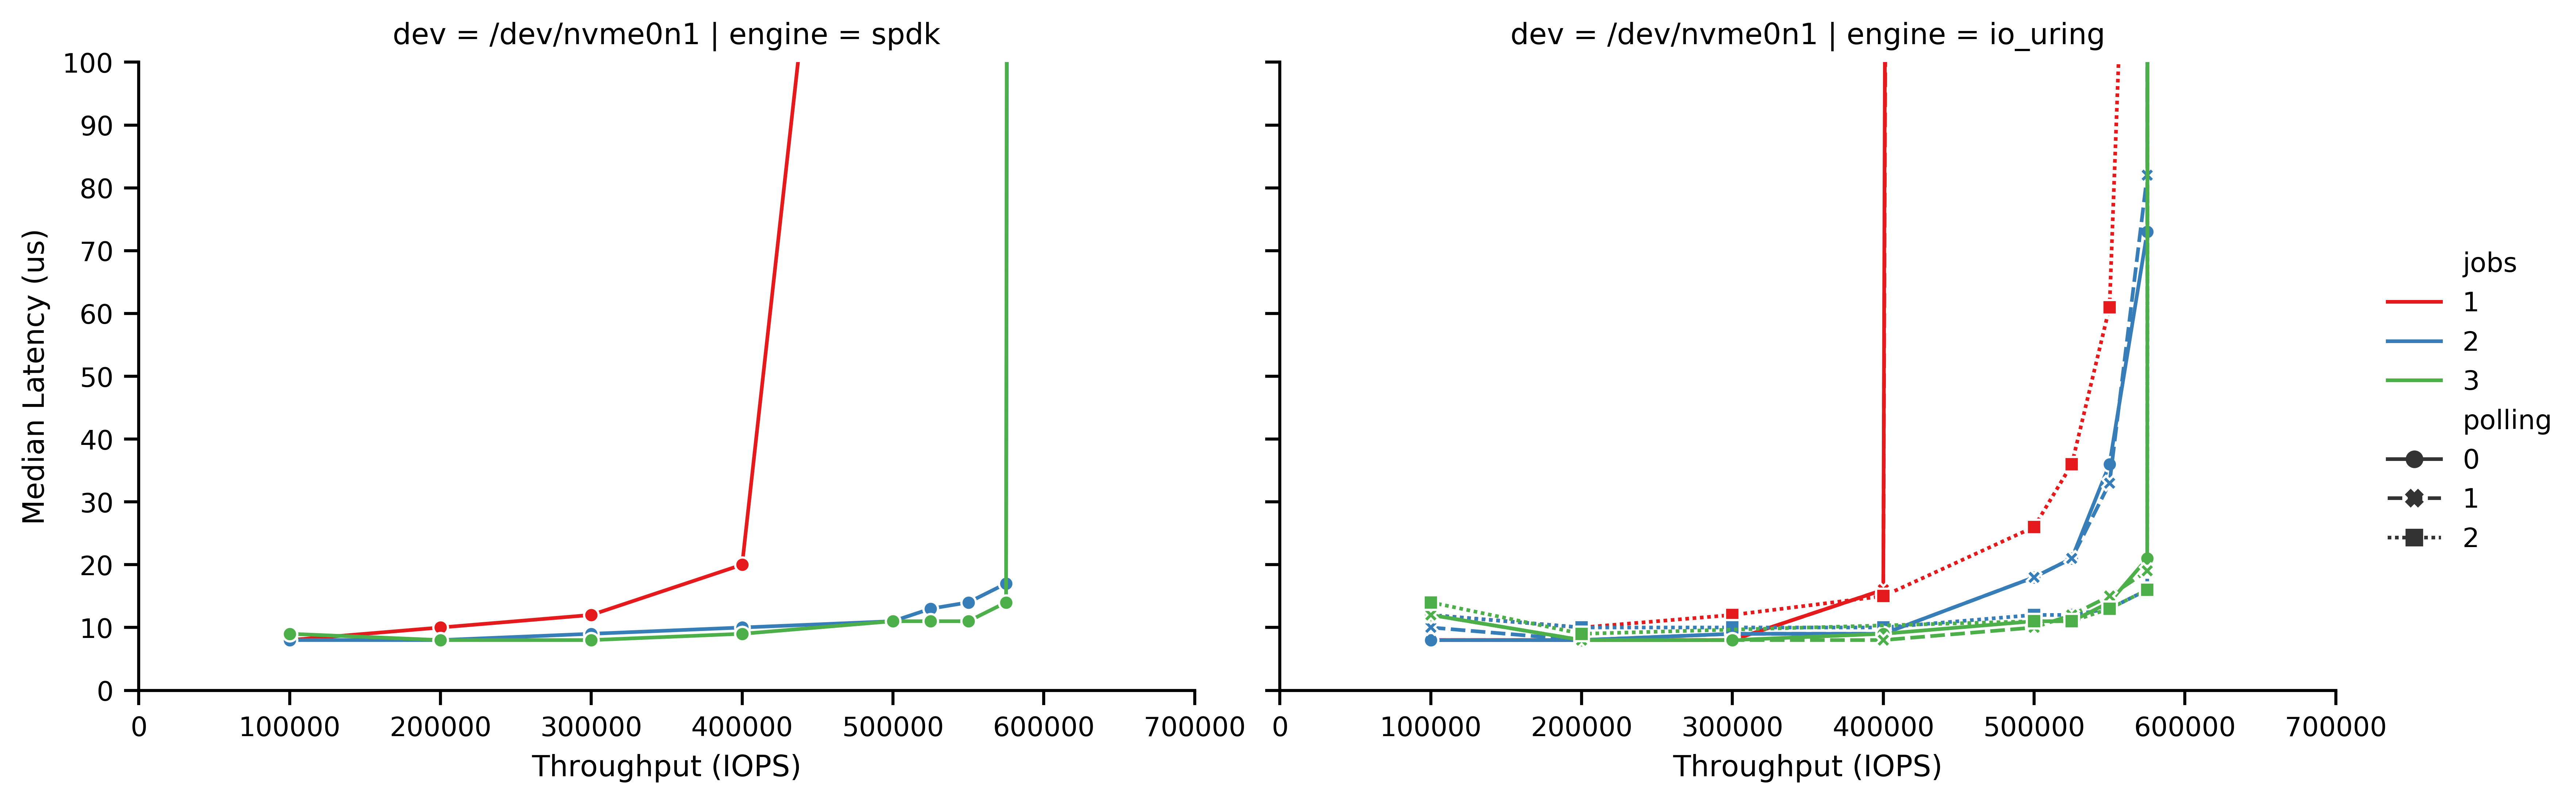 dev = /dev/nvme0n1 | engine = spdk
100
90
80
70
60
50
40
30
20
10
0
Median Latency (us)
0 100000 200000 300000 400000 500000 600000 700000
Throughput (IOPS)
dev = /dev/nvme0n1 | engine = io_uring
0 100000 200000 300000 400000 500000 600000 700000
Throughput (IOPS)
jobs
1
2
3
polling
0
1
2